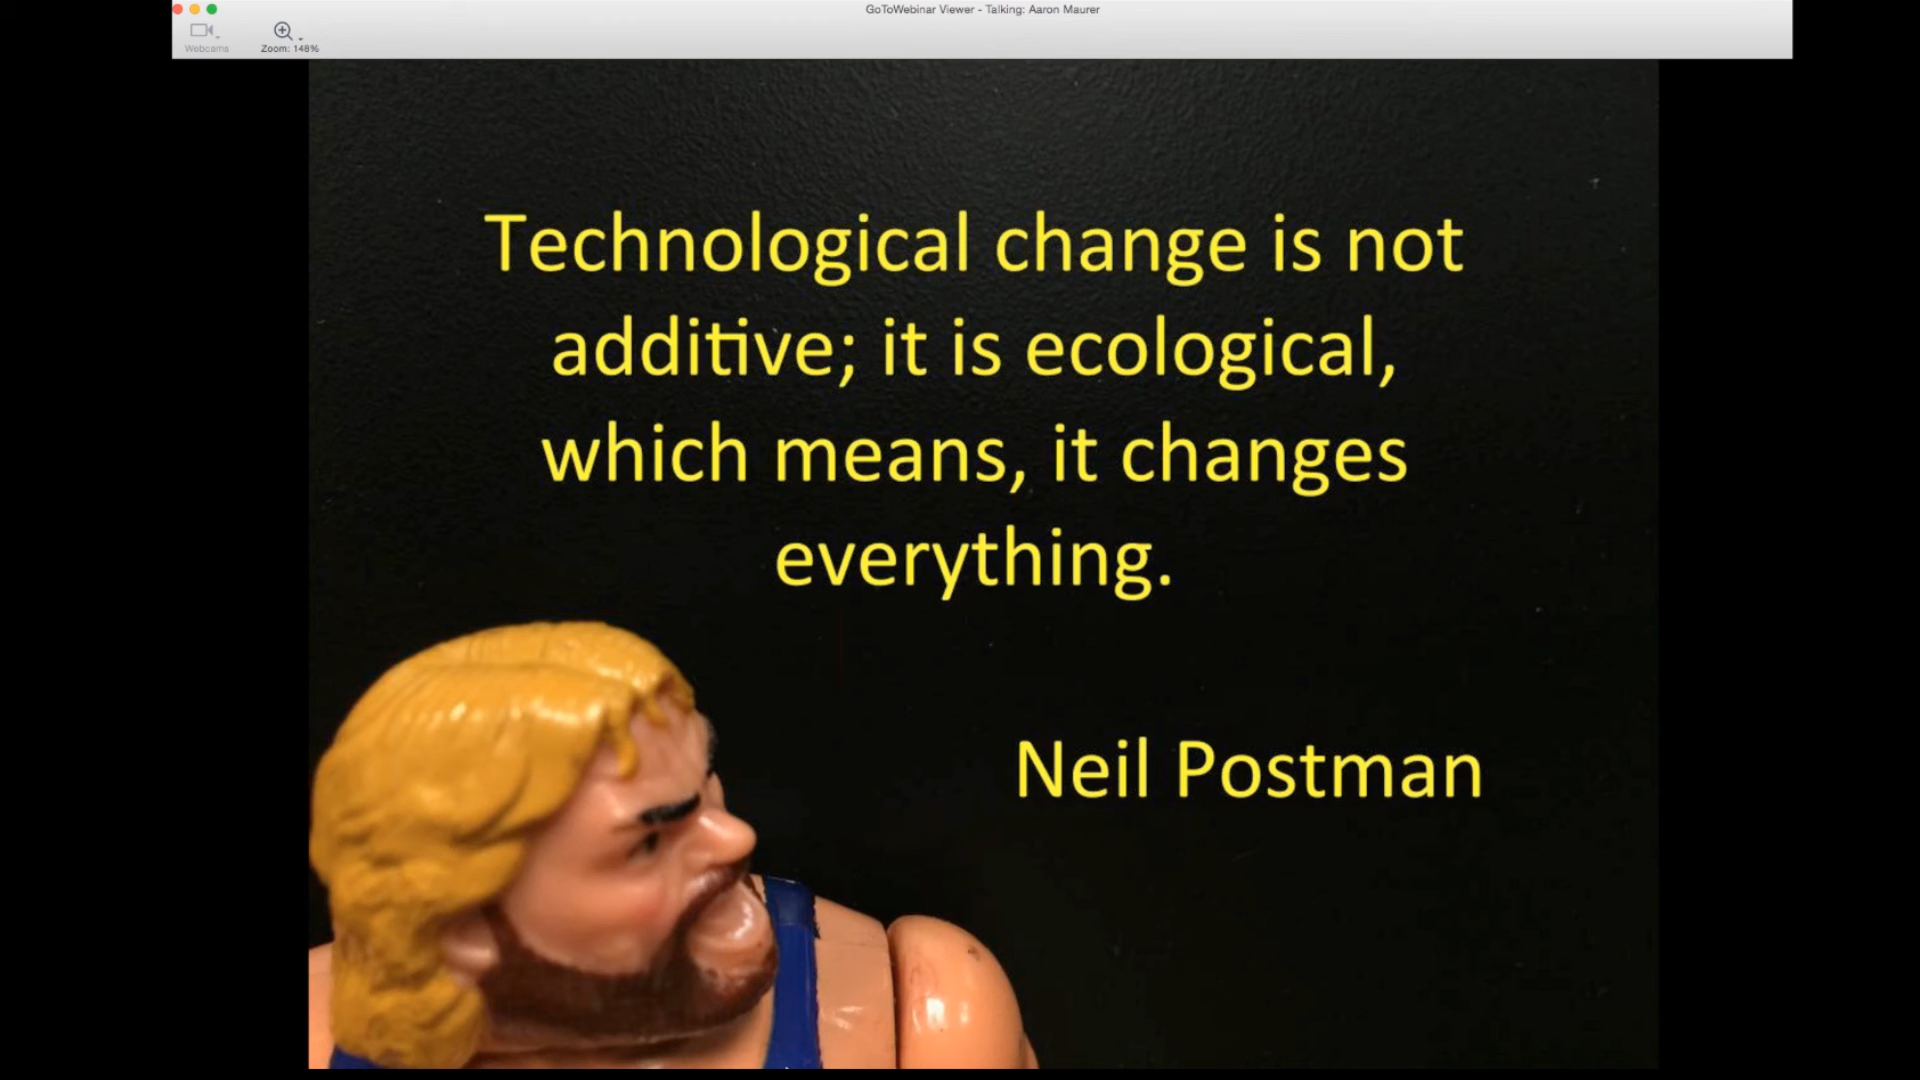 GoToWebinar Viewer - Talking: Aaron Maurer
Webcams
Zoom: 148%
Technological change is not
additive; it is ecological,
which means, it changes
everything.
Neil Postman